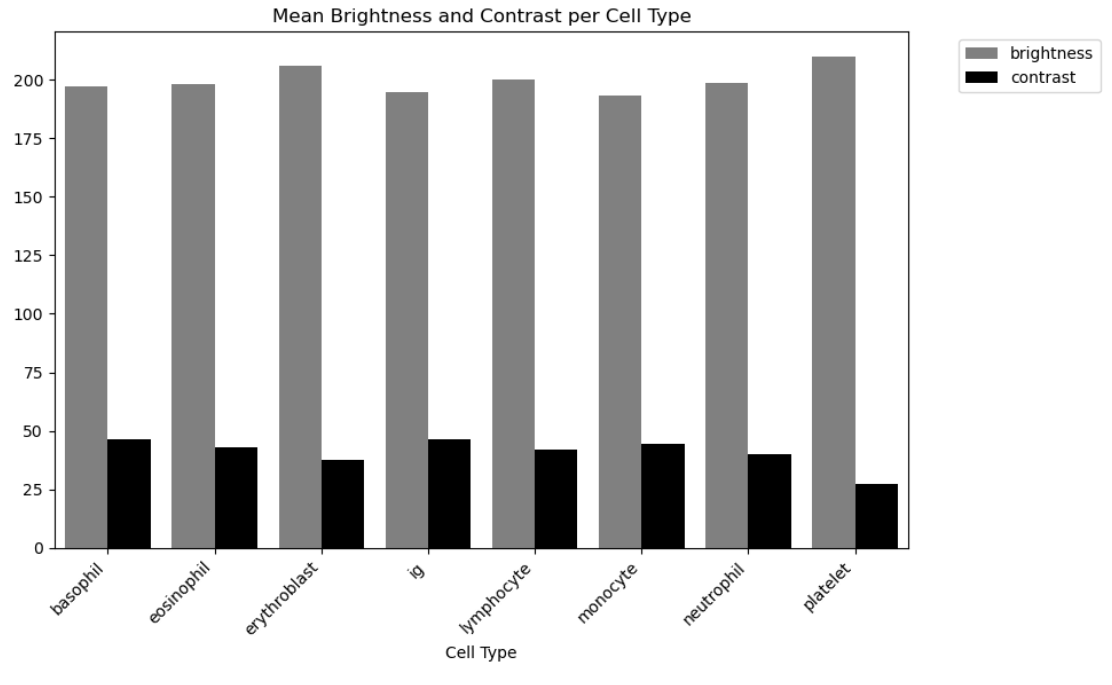 Mean Brightness and Contrast per Cell Type
brightness
contrast
200
175
150
125
100
75
50
25
0
basophil
eosinophil
erythroblast
ig
lymphocyte
monocyte
neutrophil
platelet
Cell Type